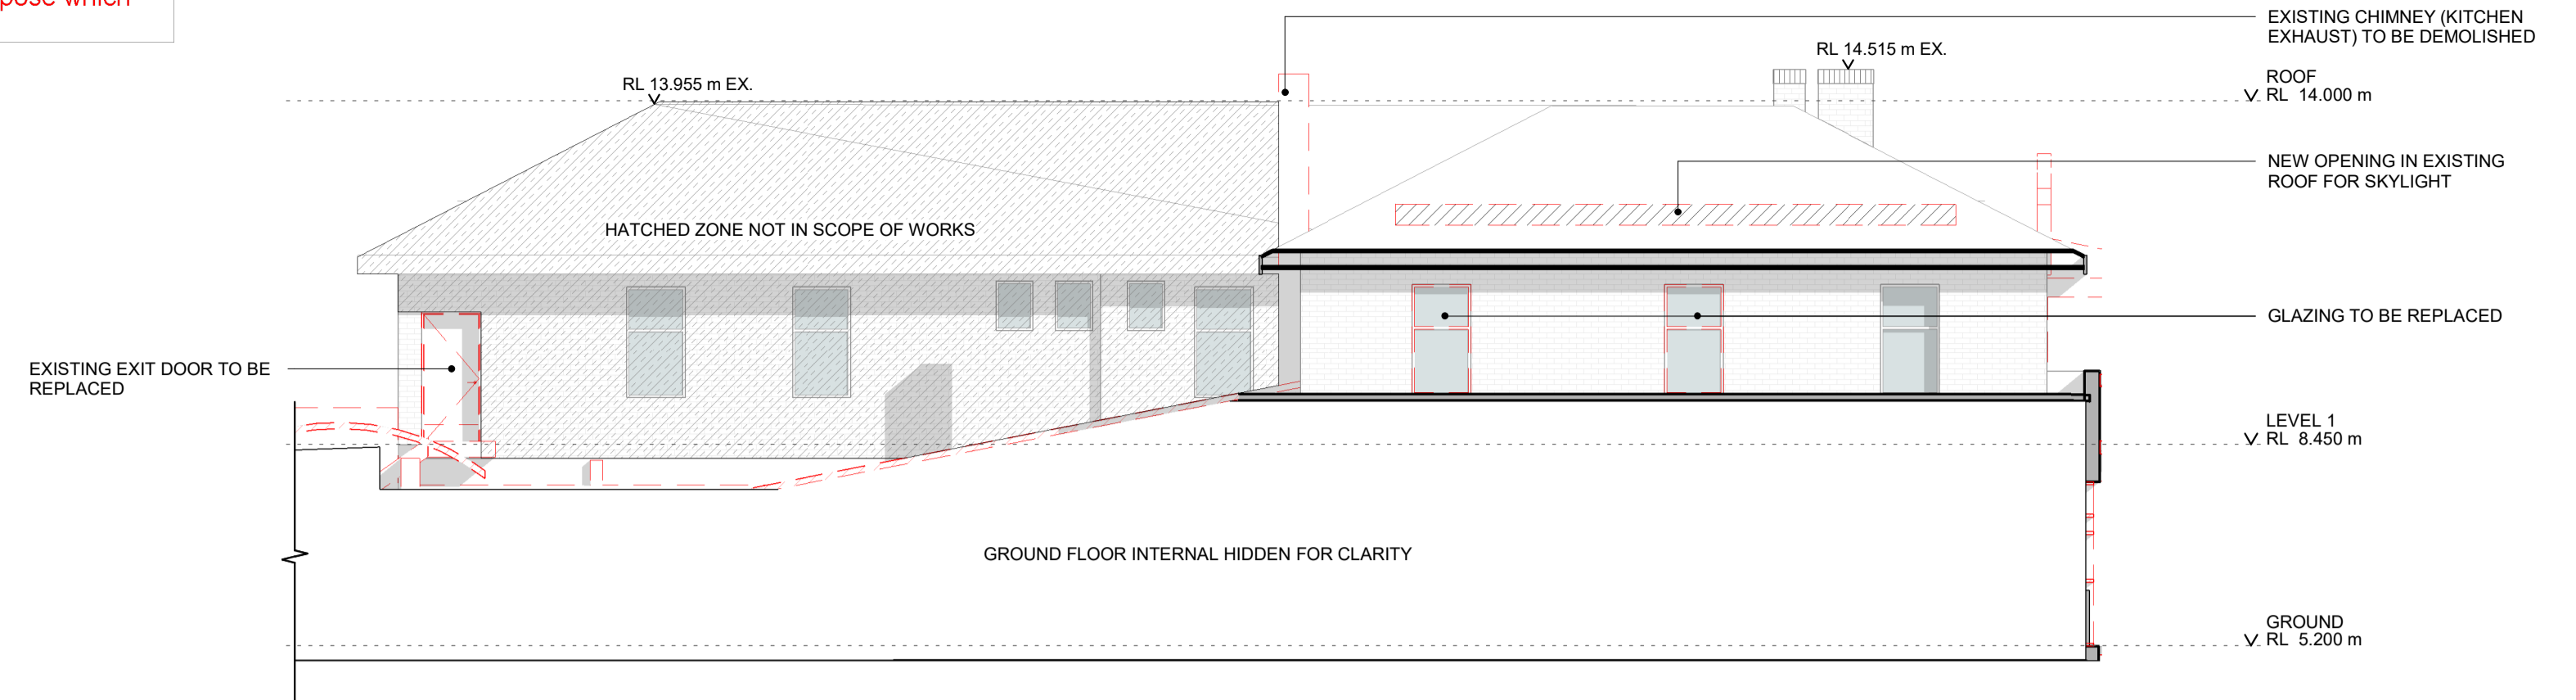 pose which
EXISTING CHIMNEY (KITCHEN
EXHAUST) TO BE DEMOLISHED
RL 14.515 m EX.
RL 13.955 m EX.
ROOF
RL 14.000 m
NEW OPENING IN EXISTING
ROOF FOR SKYLIGHT
HATCHED ZONE NOT IN SCOPE OF WORKS
GLAZING TO BE REPLACED
EXISTING EXIT DOOR TO BE
REPLACED
LEVEL 1
RL 8.450 m
GROUND FLOOR INTERNAL HIDDEN FOR CLARITY
GROUND
RL 5.200 m